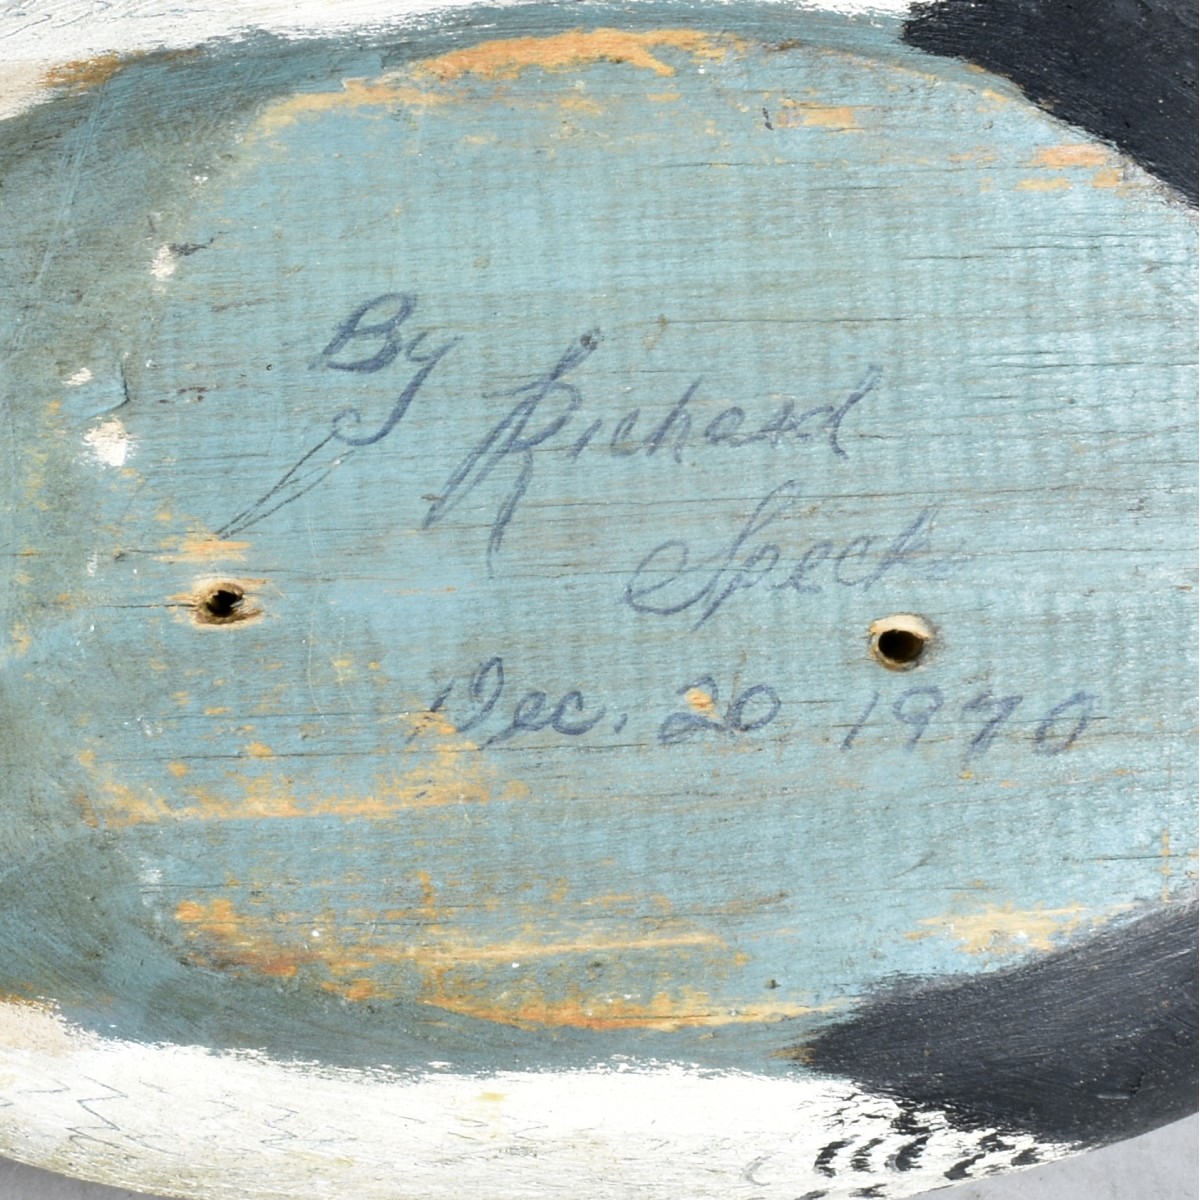 By
Richard
Speck
Dec. 20 1970